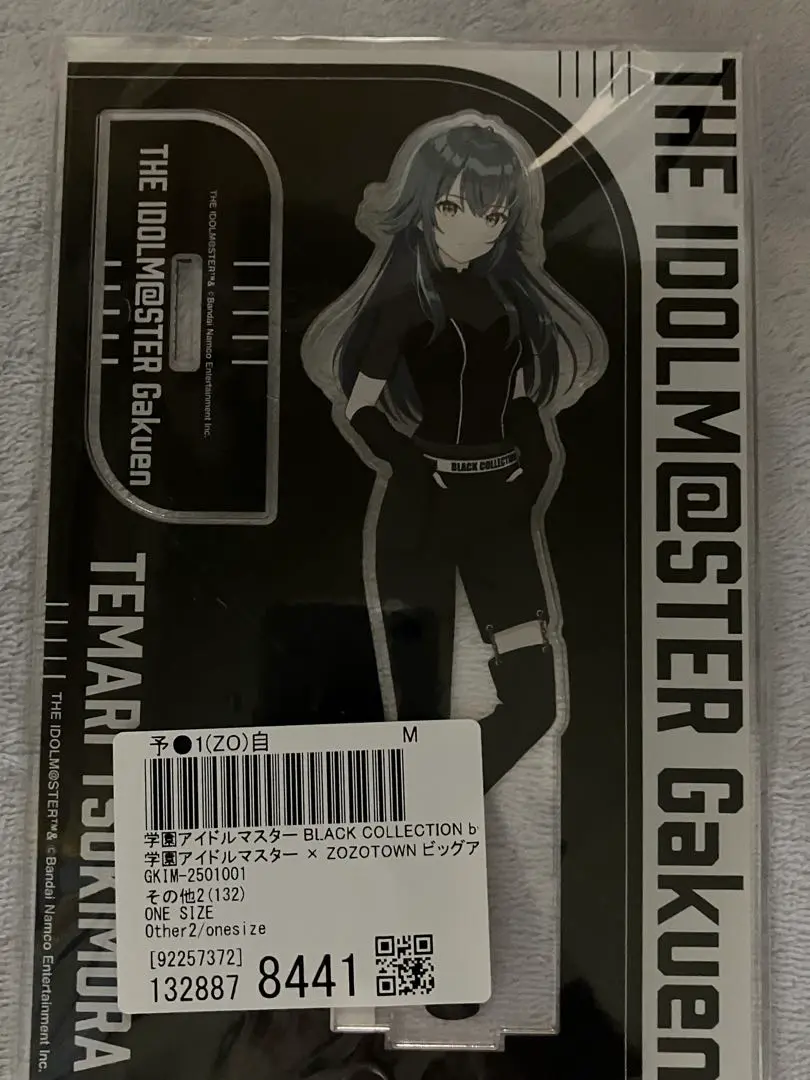 THE IDOLM@STER Gakuen
THE IDOLM@STER Gakuen
THE IDOLM@STER™& ©Bandai Namco Entertainment Inc.
BLACK COLLECTION
TEMARI TSUKIMURA
THE IDOLM@STER™& ©Bandai Namco Entertainment Inc.
予●1(ZO)自 M
学園アイドルマスター BLACK COLLECTION b
学園アイドルマスター × ZOZOTOWN ビッグア
GKIM-2501001
その他2(132)
ONE SIZE
Other2/onesize
[92257372]
132887 8441